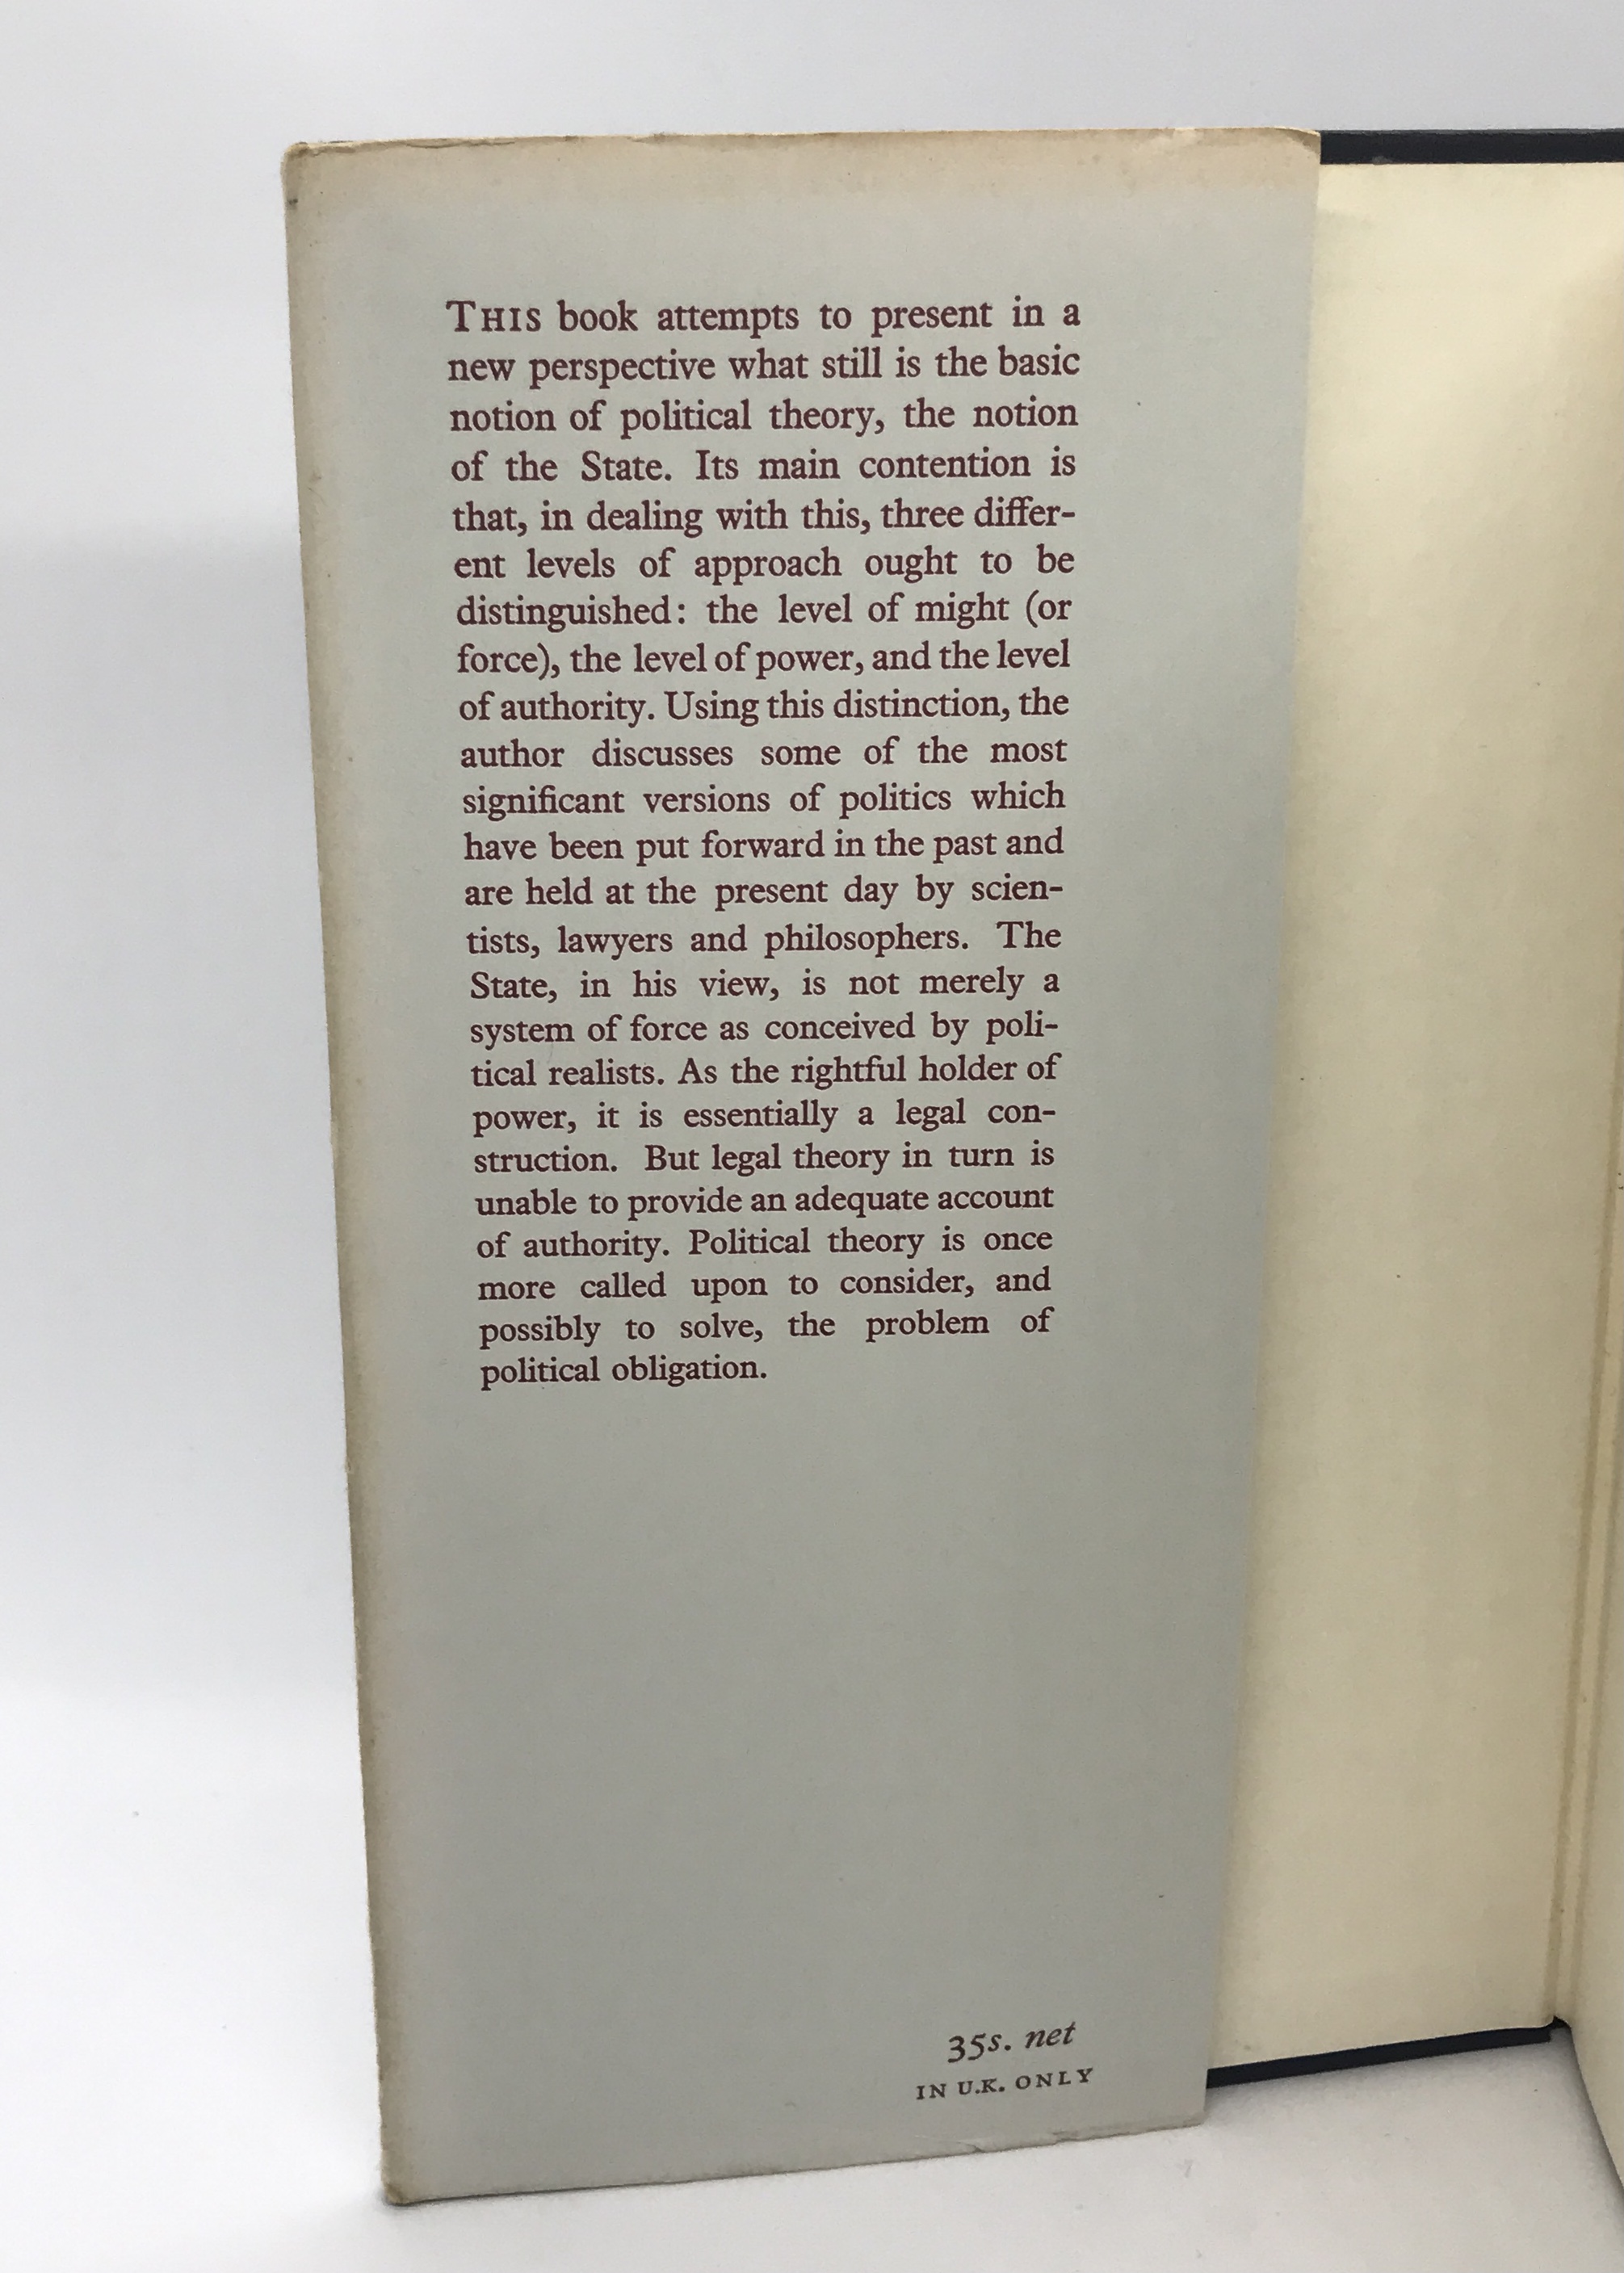 THIS book attempts to present in a
new perspective what still is the basic
notion of political theory, the notion
of the State. Its main contention is
that, in dealing with this, three differ-
ent levels of approach ought to be
distinguished: the level of might (or
force), the level of power, and the level
of authority. Using this distinction, the
author discusses some of the most
significant versions of politics which
have been put forward in the past and
are held at the present day by scien-
tists, lawyers and philosophers. The
State, in his view, is not merely a
system of force as conceived by poli-
tical realists. As the rightful holder of
power, it is essentially a legal con-
struction. But legal theory in turn is
unable to provide an adequate account
of authority. Political theory is once
more called upon to consider, and
possibly to solve, the problem of
political obligation.
35s. net
IN U.K. ONLY